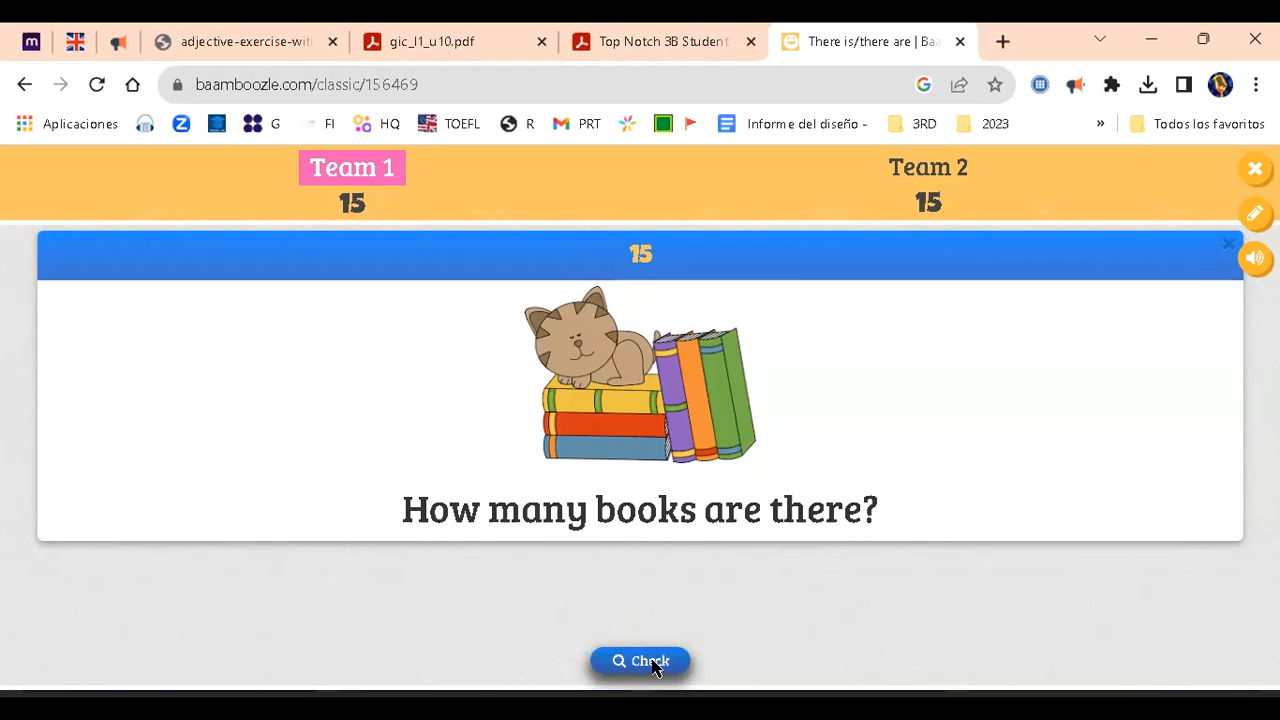 adjective-exercise-wit
gic_l1_u10.pdf
Top Notch 3B Student
There is/there are | Baa
baamboozle.com/classic/156469
Aplicaciones
G
FI
HQ
TOEFL
R
PRT
Informe del diseño -
3RD
2023
»
Todos los favoritos
Team 1
15
Team 2
15
15
How many books are there?
Check